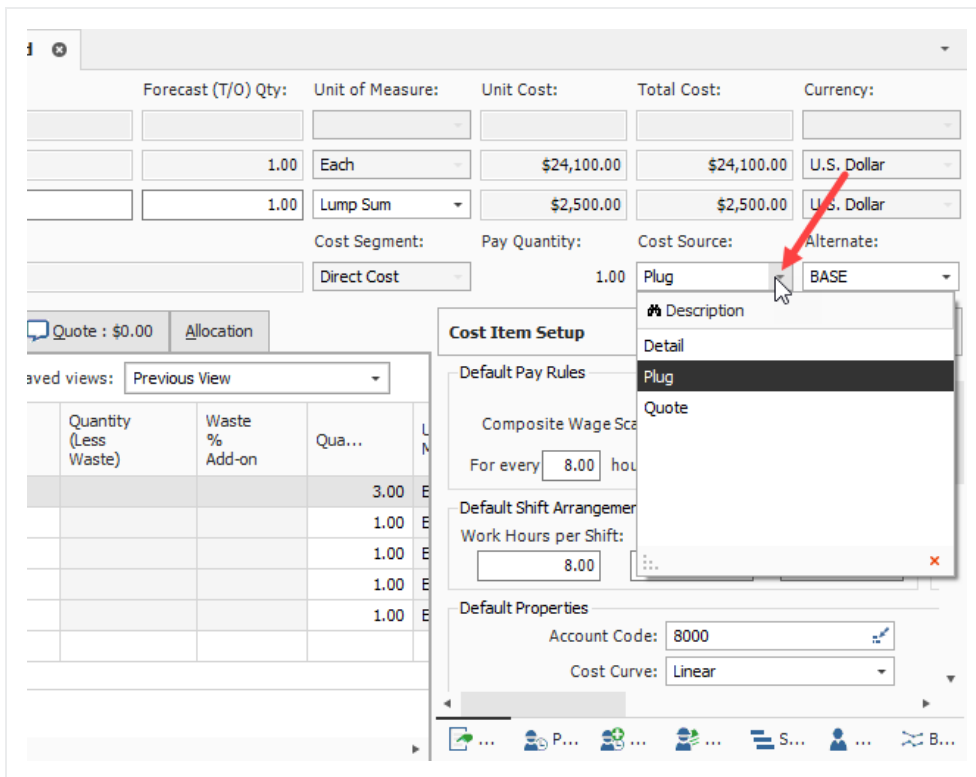 d
Forecast (T/O) Qty: Unit of Measure: Unit Cost: Total Cost: Currency:
1.00 Each $24,100.00 $24,100.00 U.S. Dollar
1.00 Lump Sum $2,500.00 $2,500.00 U.S. Dollar
Cost Segment: Pay Quantity: Cost Source: Alternate:
Direct Cost 1.00 Plug BASE
Description
Detail
Plug
Quote
Quote : $0.00 Allocation
aved views: Previous View
Quantity (Less Waste) Waste % Add-on Qua... U M
3.00 E
1.00 E
1.00 E
1.00 E
1.00 E
Cost Item Setup
Default Pay Rules
Composite Wage Sca
For every 8.00 hou
Default Shift Arrangemer
Work Hours per Shift:
8.00
Default Properties
Account Code: 8000
Cost Curve: Linear
... P... ... ... S... ... B...